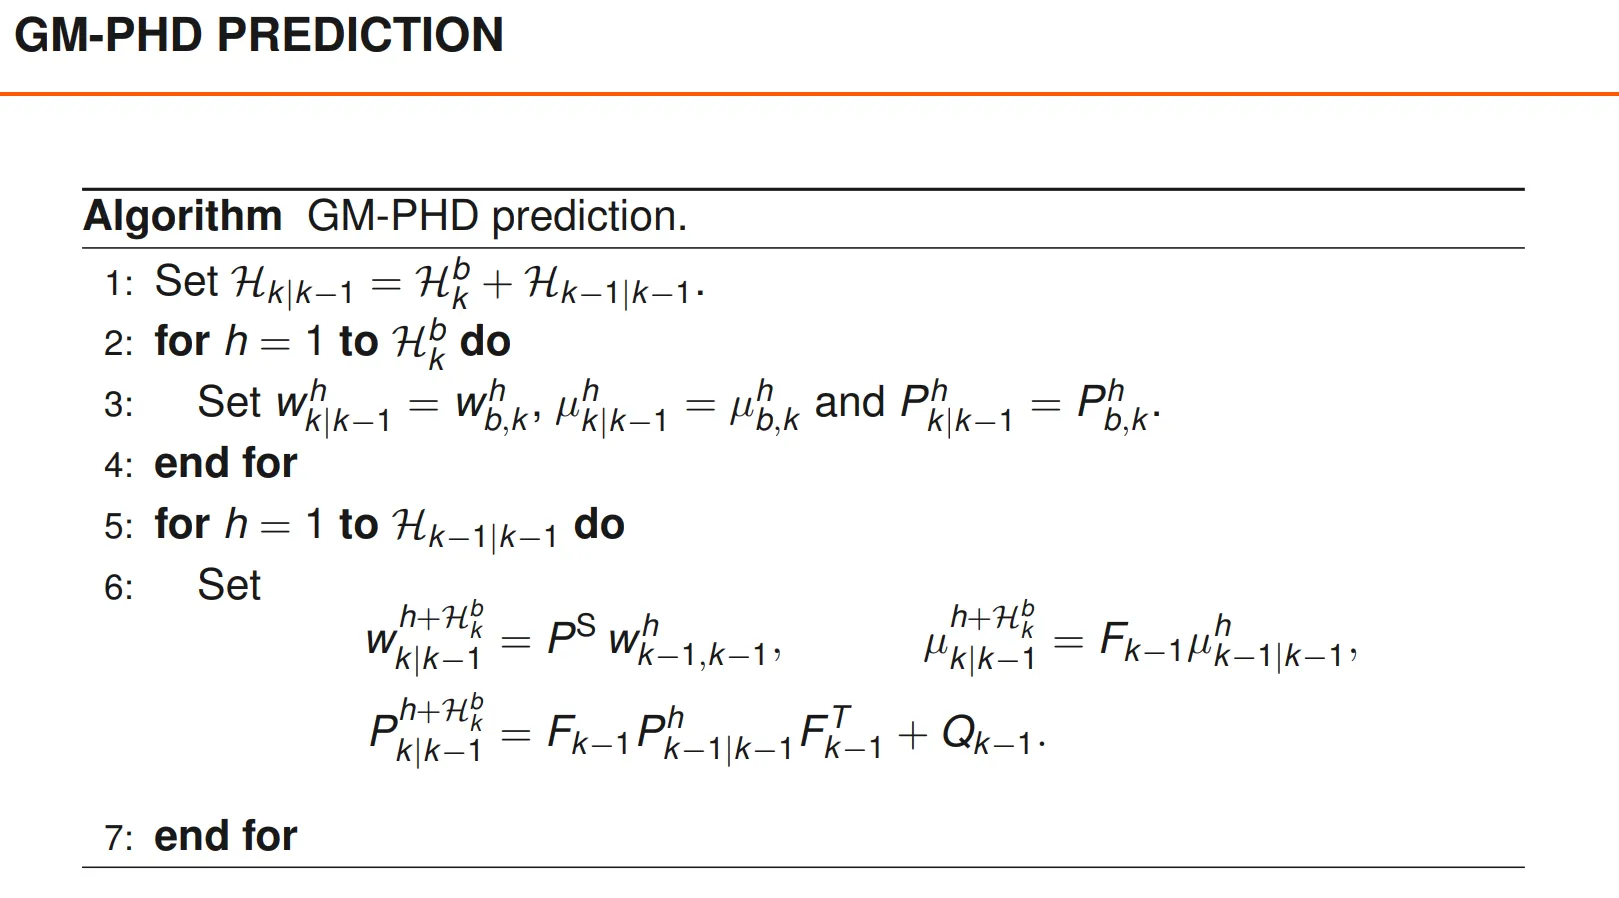 GM-PHD PREDICTION
Algorithm GM-PHD prediction.
1: Set $\mathcal{H}_{k|k-1} = \mathcal{H}_k^b + \mathcal{H}_{k-1|k-1}$.
2: for $h = 1$ to $\mathcal{H}_k^b$ do
3: Set $w_{k|k-1}^h = w_{b,k}^h$, $\mu_{k|k-1}^h = \mu_{b,k}^h$ and $P_{k|k-1}^h = P_{b,k}^h$.
4: end for
5: for $h = 1$ to $\mathcal{H}_{k-1|k-1}$ do
6: Set
$w_{k|k-1}^{h+\mathcal{H}_k^b} = P^{\mathrm{S}} w_{k-1,k-1}^h,$ $\mu_{k|k-1}^{h+\mathcal{H}_k^b} = F_{k-1}\mu_{k-1|k-1}^h,$
$P_{k|k-1}^{h+\mathcal{H}_k^b} = F_{k-1}P_{k-1|k-1}^h F_{k-1}^T + Q_{k-1}.$
7: end for